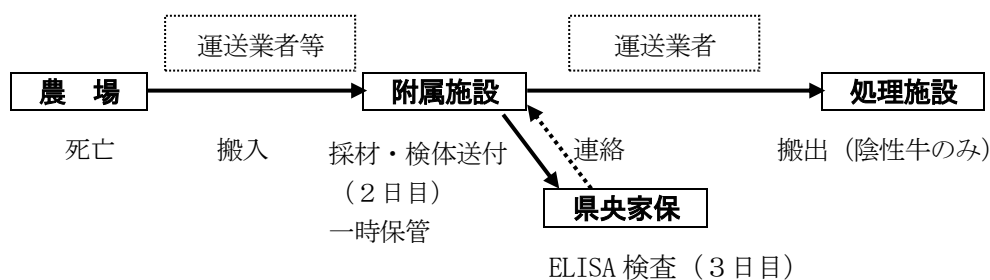 運送業者等
運送業者
農　場
附属施設
処理施設
死亡
搬入
採材・検体送付
（２日目）
一時保管
連絡
搬出（陰性牛のみ）
県央家保
ELISA 検査（３日目）